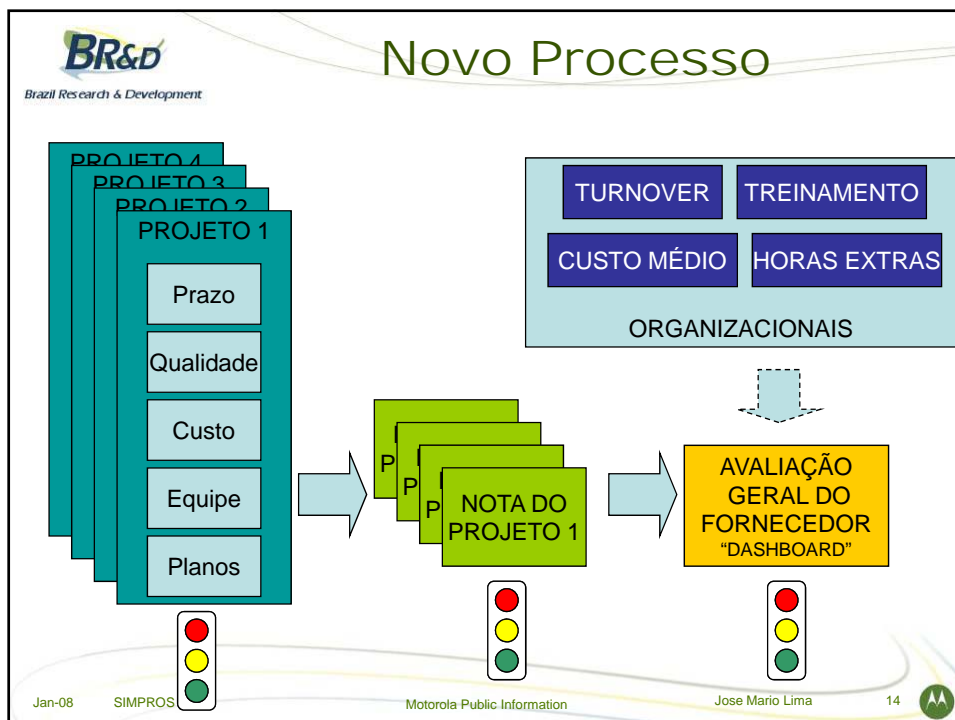 BR&D
Brazil Research & Development
Novo Processo
PROJETO 4
PROJETO 3
PROJETO 2
PROJETO 1
Prazo
Qualidade
Custo
Equipe
Planos
TURNOVER
TREINAMENTO
CUSTO MÉDIO
HORAS EXTRAS
ORGANIZACIONAIS
NOTA DO
PROJETO 1
AVALIAÇÃO
GERAL DO
FORNECEDOR
“DASHBOARD”
Jan-08
SIMPROS
Motorola Public Information
Jose Mario Lima
14